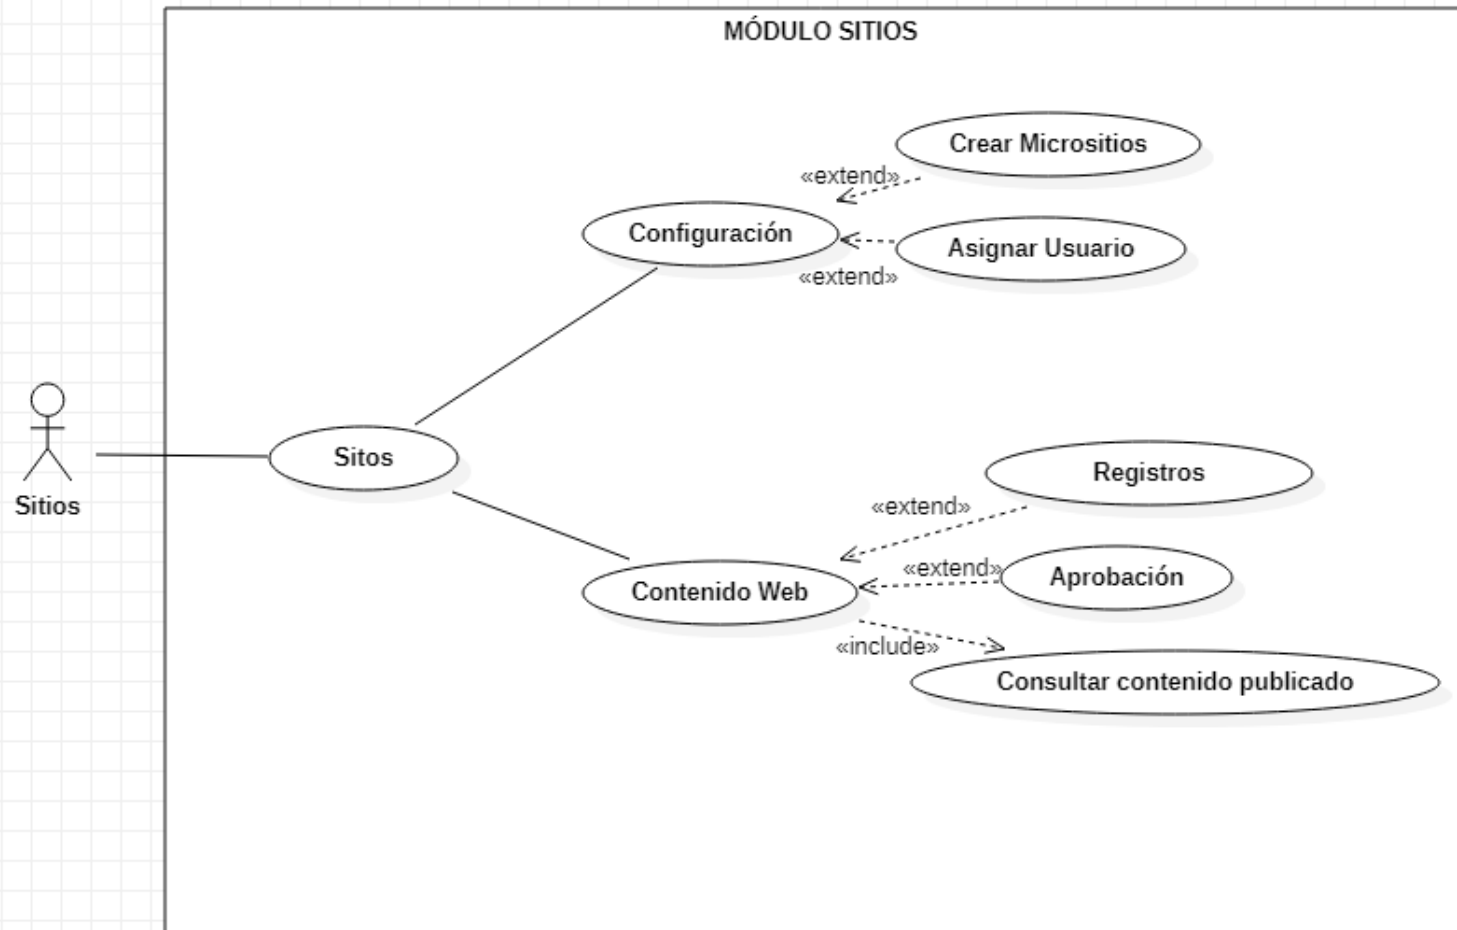 MÓDULO SITIOS
Crear Micrositios
«extend»
Configuración
Asignar Usuario
«extend»
Sitos
Sitios
Registros
«extend»
«extend»
Aprobación
Contenido Web
«include»
Consultar contenido publicado